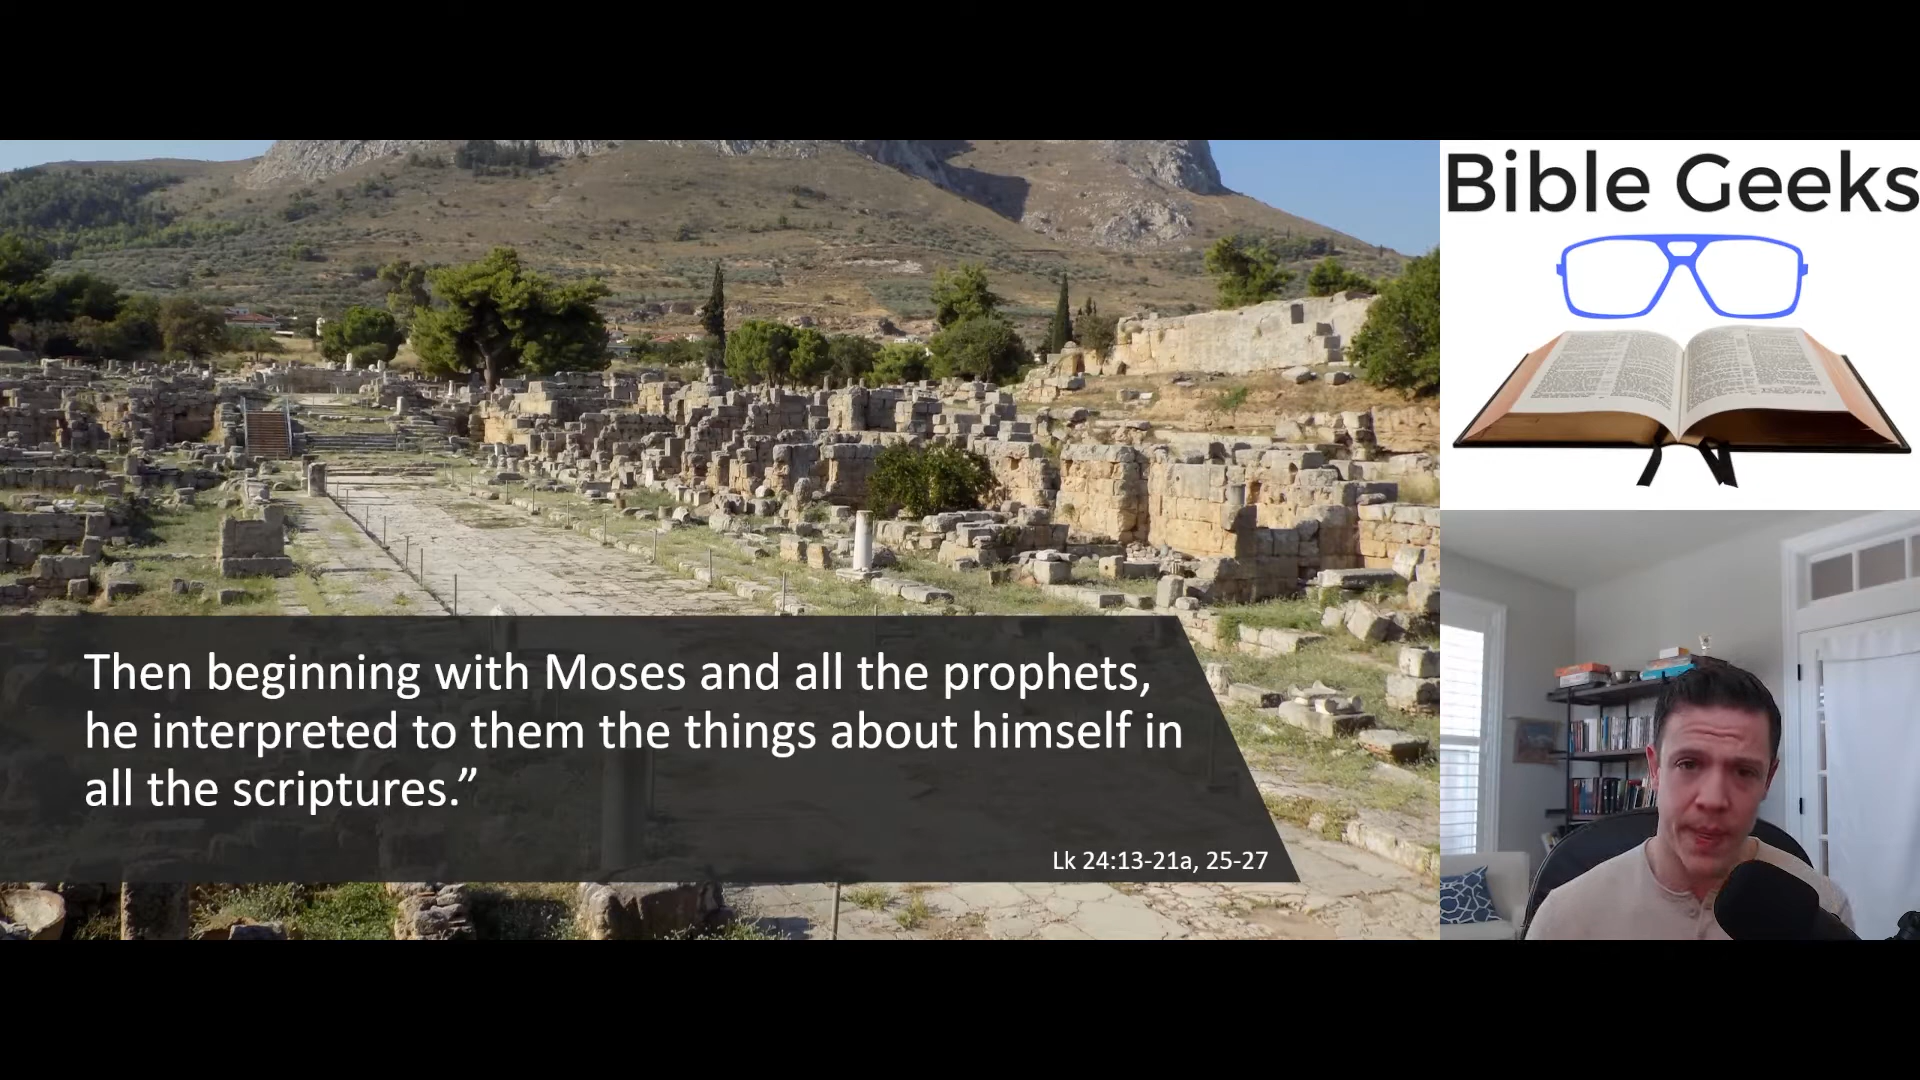 Bible Geeks
Then beginning with Moses and all the prophets,
he interpreted to them the things about himself in
all the scriptures.”
Lk 24:13-21a, 25-27